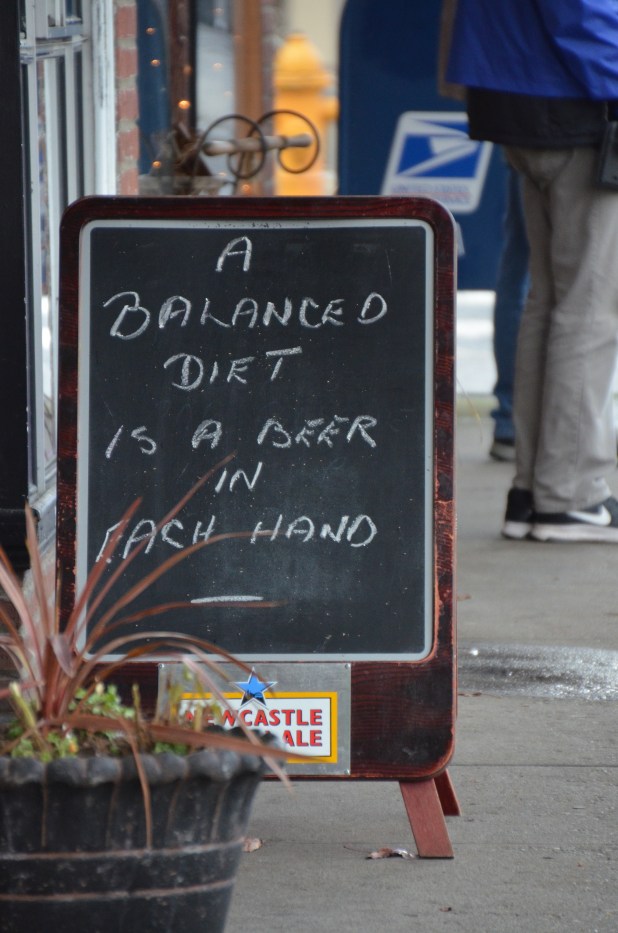 A
BALANCED
DIET
IS A BEER
IN
EACH HAND
NEWCASTLE
ALE